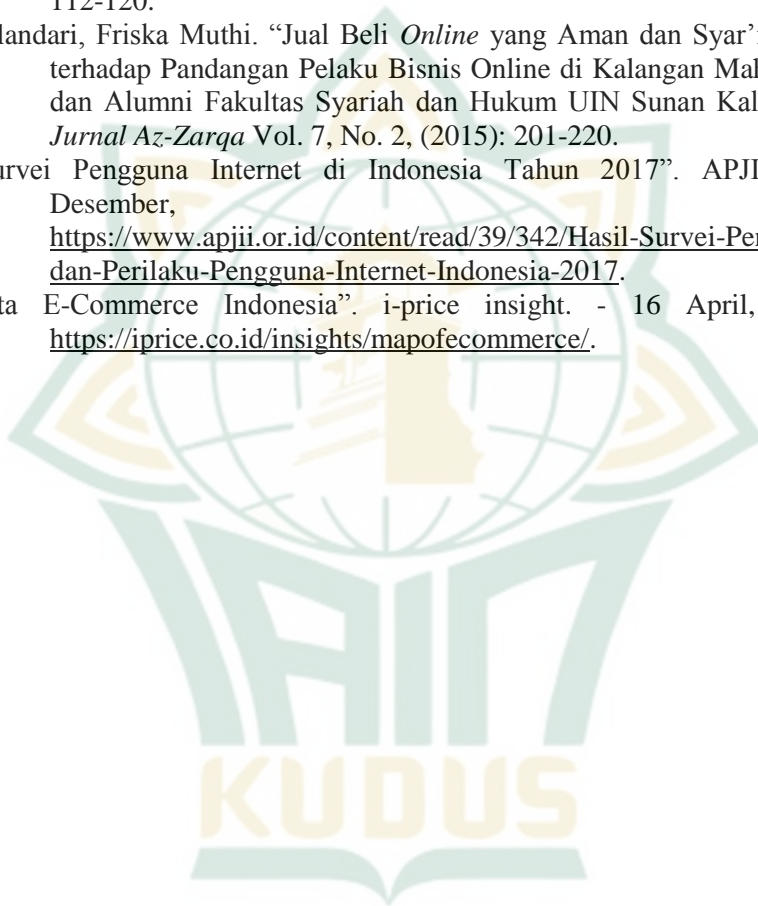 112-120.
landari, Friska Muthi. “Jual Beli Online yang Aman dan Syar’i
terhadap Pandangan Pelaku Bisnis Online di Kalangan Mah
dan Alumni Fakultas Syariah dan Hukum UIN Sunan Kal
Jurnal Az-Zarqa Vol. 7, No. 2, (2015): 201-220.
urvei Pengguna Internet di Indonesia Tahun 2017”. APJI
Desember,
https://www.apjii.or.id/content/read/39/342/Hasil-Survei-Pe
dan-Perilaku-Pengguna-Internet-Indonesia-2017.
ta E-Commerce Indonesia”. i-price insight. - 16 April,
https://iprice.co.id/insights/mapofecommerce/.
IAIN
KUDUS